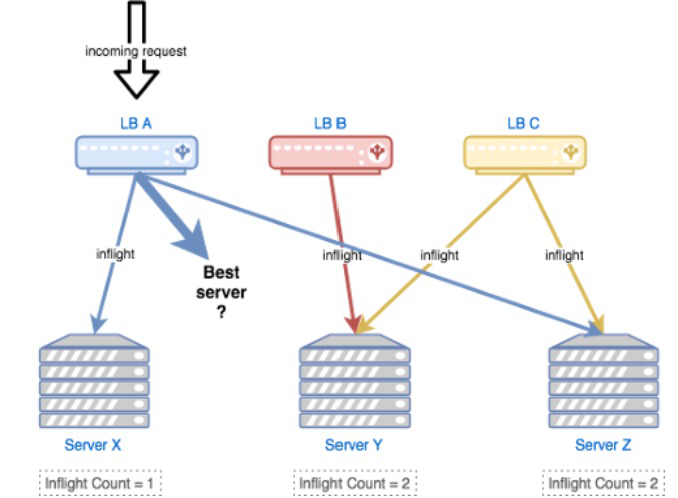 incoming request
LB A
LB B
LB C
inflight
inflight
inflight
inflight
Best
server
?
Server X
Server Y
Server Z
Inflight Count = 1
Inflight Count = 2
Inflight Count = 2